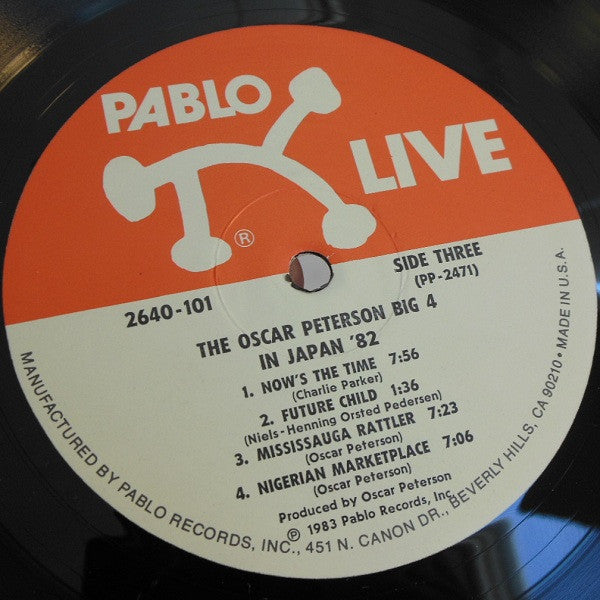 PABLO
LIVE
®
2640-101
SIDE THREE
(PP-2471)
THE OSCAR PETERSON BIG 4
IN JAPAN '82
1. NOW'S THE TIME 7:56
(Charlie Parker)
2. FUTURE CHILD 1:36
(Niels-Henning Orsted Pedersen)
3. MISSISSAUGA RATTLER 7:23
(Oscar Peterson)
4. NIGERIAN MARKETPLACE 7:06
(Oscar Peterson)
Produced by Oscar Peterson
℗ 1983 Pablo Records, Inc.
MANUFACTURED BY PABLO RECORDS, INC., 451 N. CANON DR., BEVERLY HILLS, CA 90210 • MADE IN U.S.A.